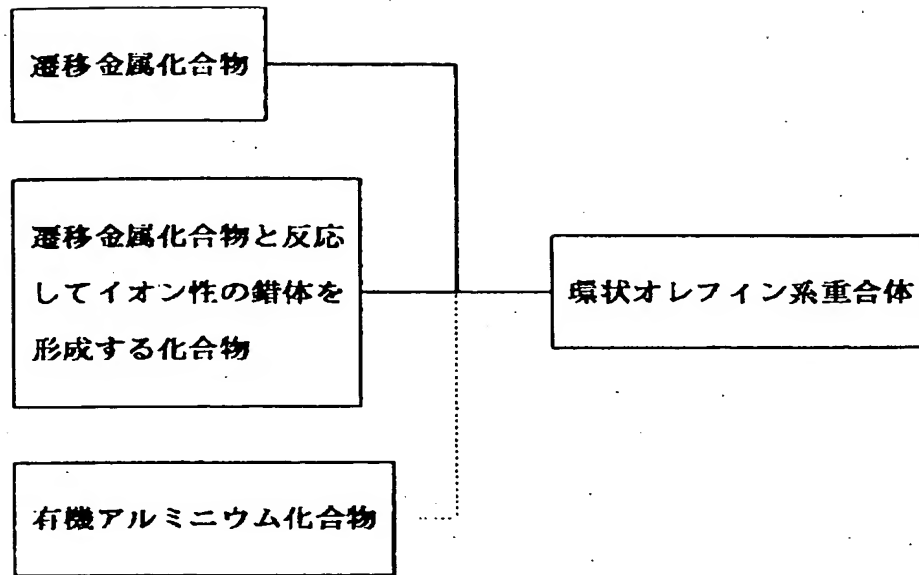 遷移金属化合物
遷移金属化合物と反応
してイオン性の錯体を
形成する化合物
環状オレフィン系重合体
有機アルミニウム化合物